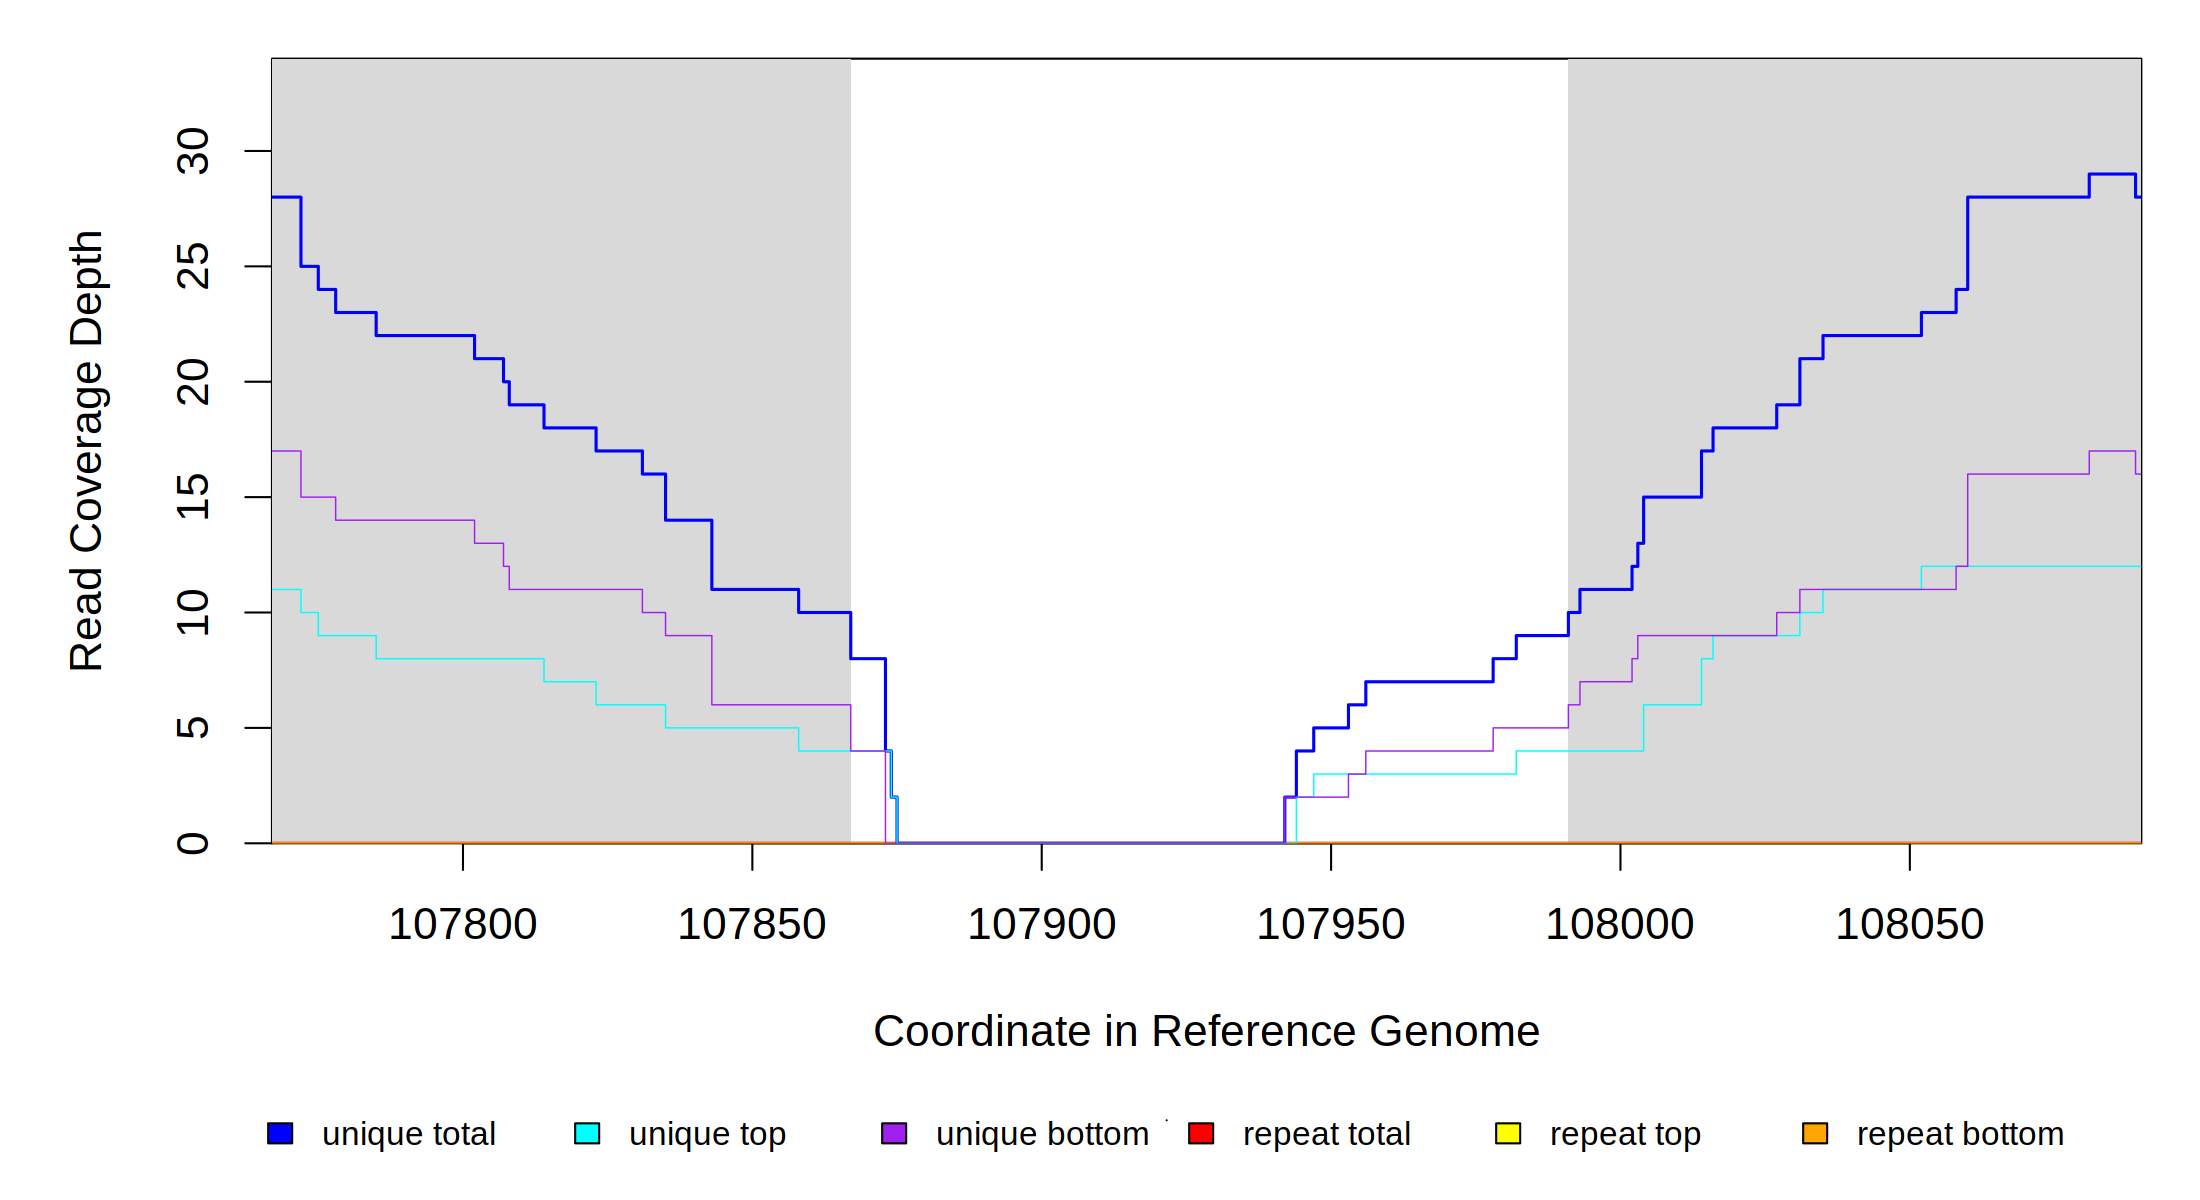 Read Coverage Depth
30
25
20
15
10
5
0
107800 107850 107900 107950 108000 108050
Coordinate in Reference Genome
unique total unique top unique bottom repeat total repeat top repeat bottom